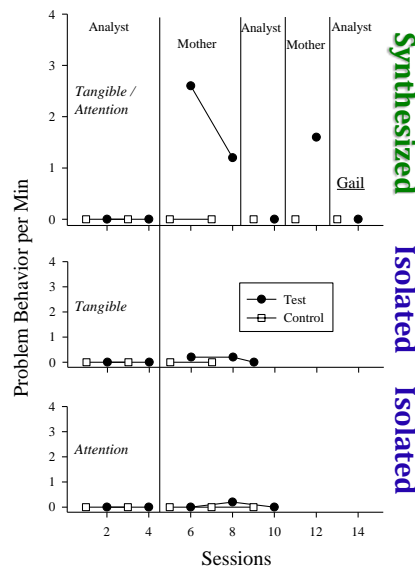 Analyst
Mother
Analyst
Mother
Analyst
Tangible /
Attention
Gail
Synthesized
4
3
2
1
0
Problem Behavior per Min
Tangible
Test
Control
Isolated
4
3
2
1
0
Attention
Isolated
4
3
2
1
0
2 4 6 8 10 12 14
Sessions